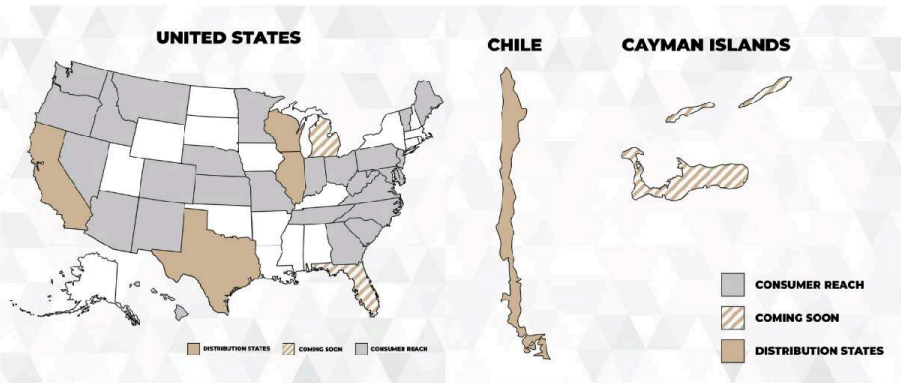 UNITED STATES
CHILE
CAYMAN ISLANDS
CONSUMER REACH
COMING SOON
DISTRIBUTION STATES
DISTRIBUTION STATES
COMING SOON
CONSUMER REACH